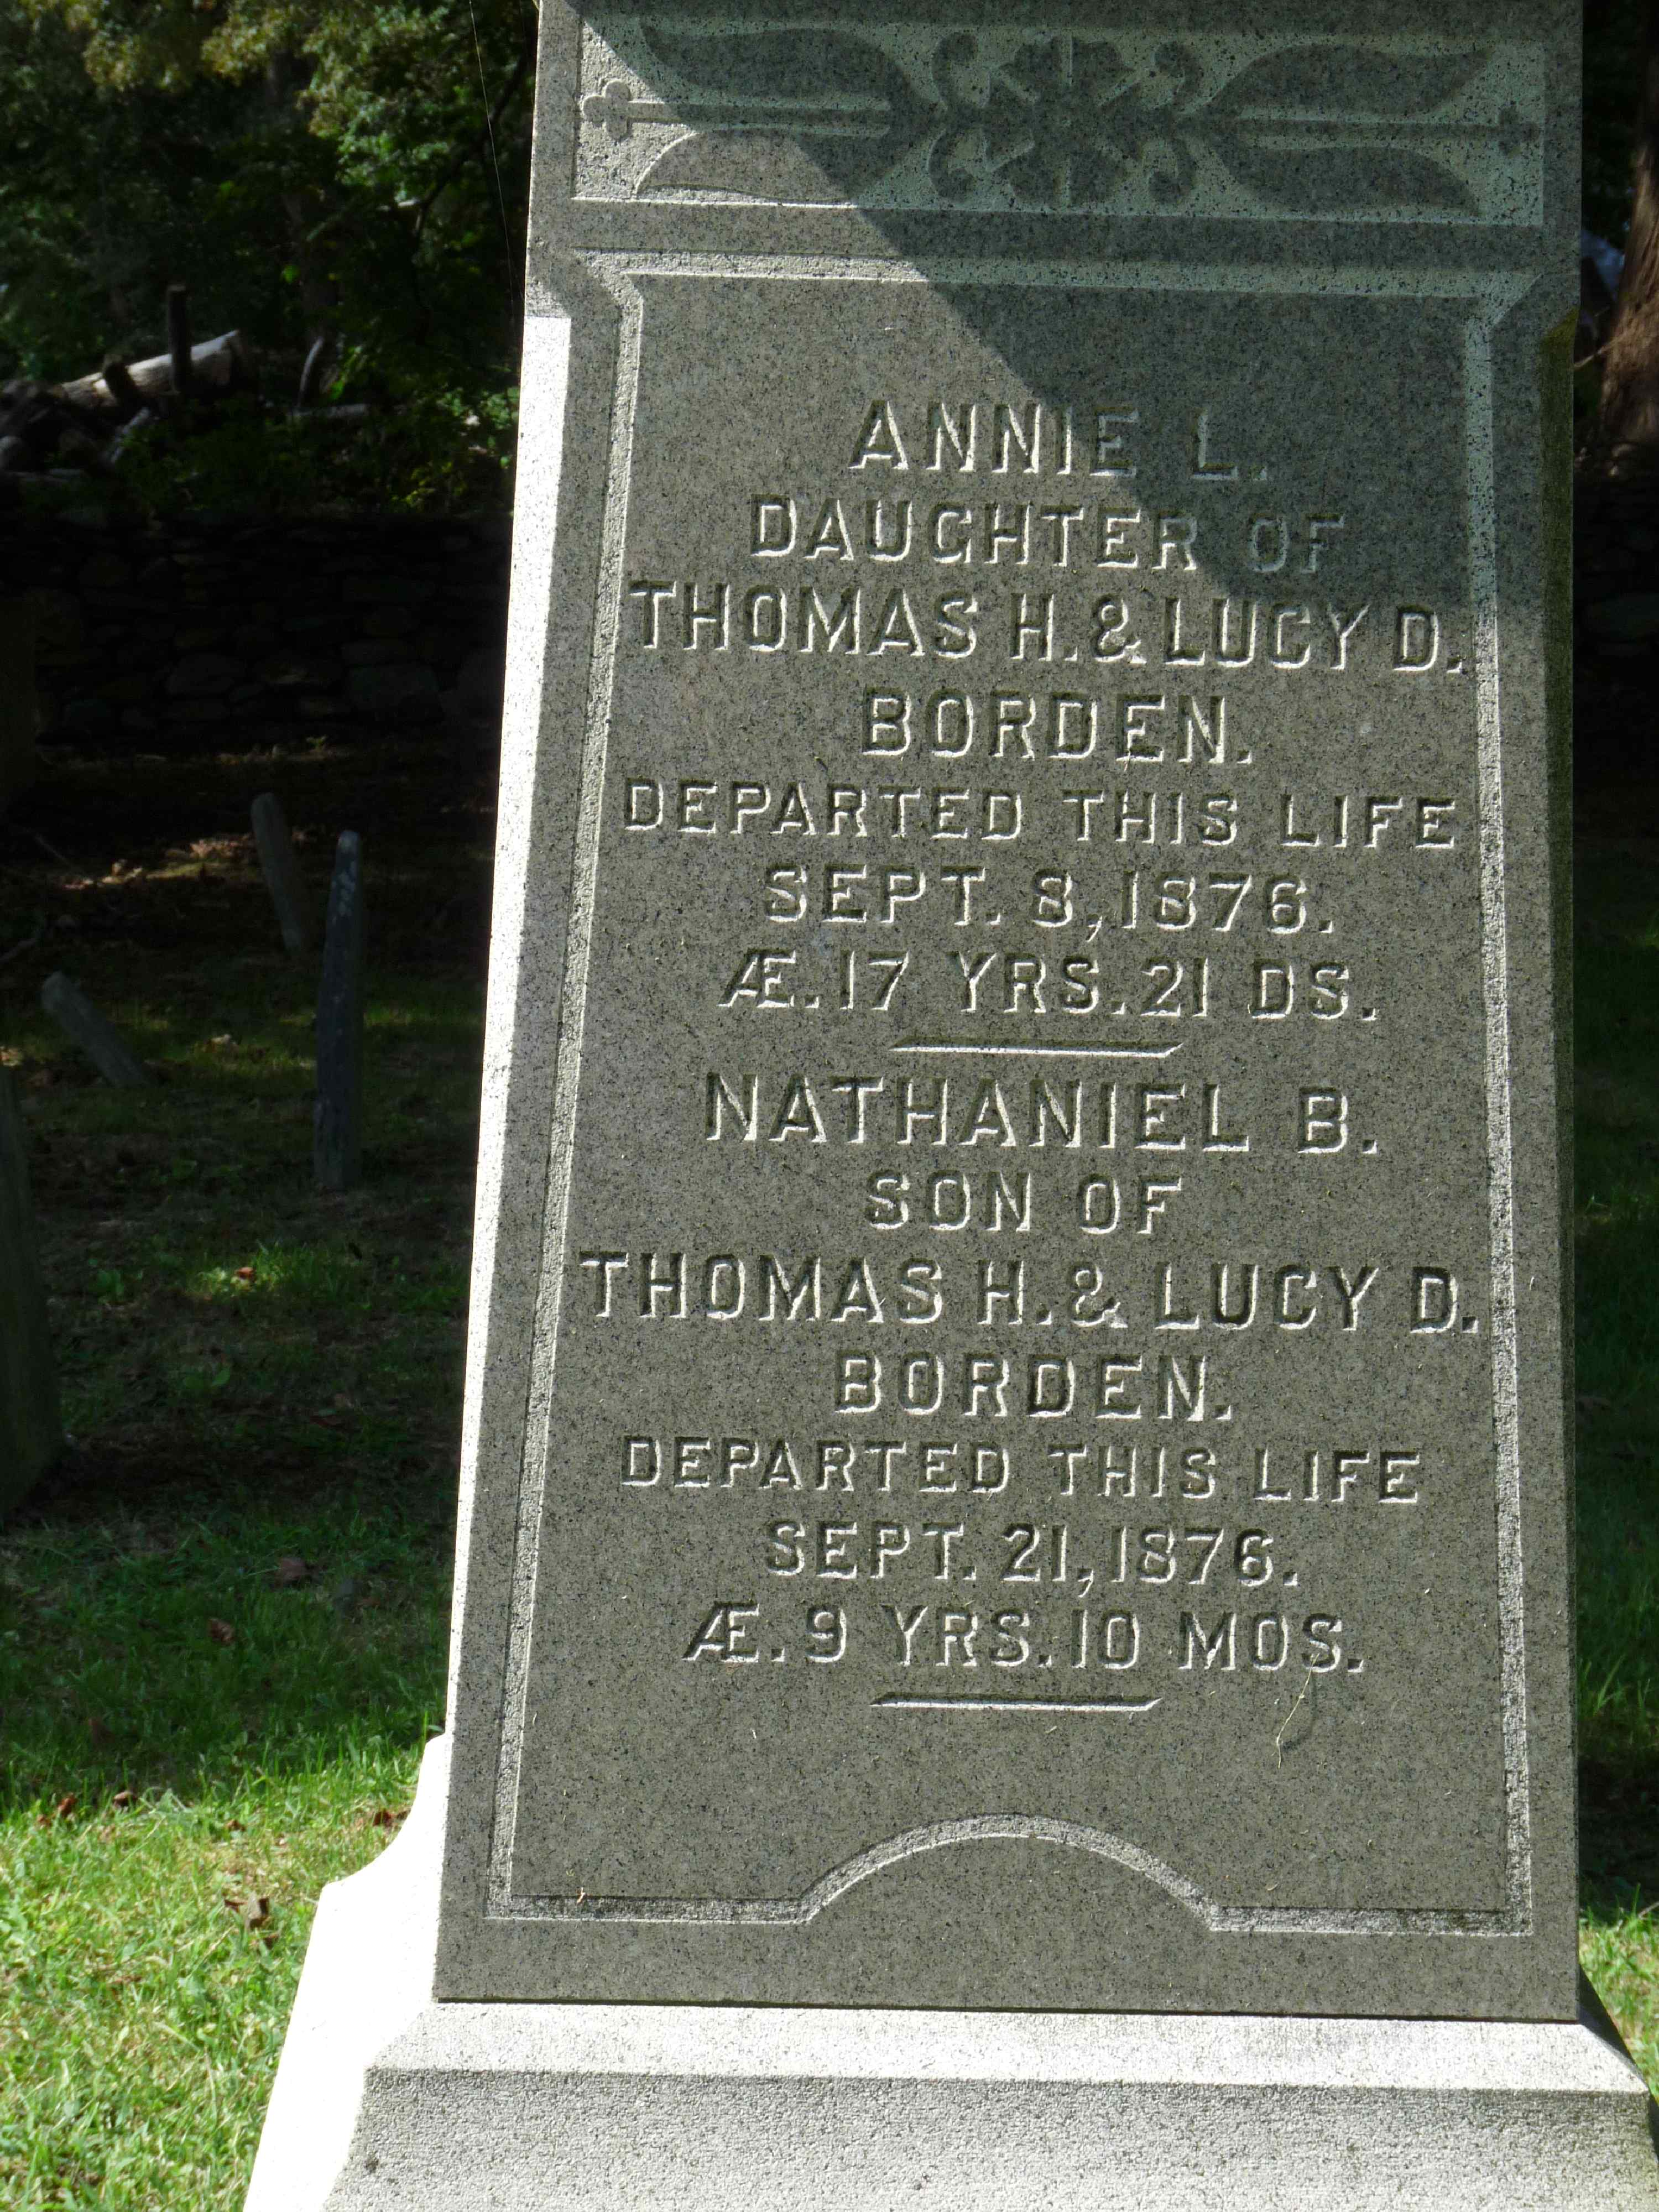 ANNIE L.
DAUGHTER OF
THOMAS H. & LUCY D.
BORDEN.
DEPARTED THIS LIFE
SEPT. 8, 1876.
Æ. 17 YRS. 21 DS.
NATHANIEL B.
SON OF
THOMAS H. & LUCY D.
BORDEN.
DEPARTED THIS LIFE
SEPT. 21, 1876.
Æ. 9 YRS. 10 MOS.